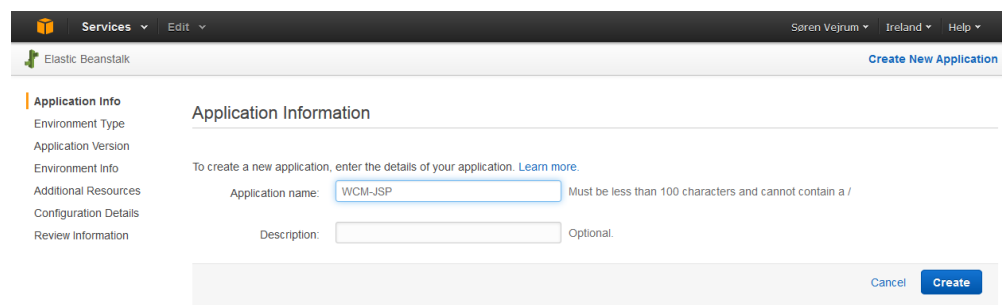 Services Edit Søren Vejrum Ireland Help
Elastic Beanstalk Create New Application
Application Info
Environment Type
Application Version
Environment Info
Additional Resources
Configuration Details
Review Information
Application Information
To create a new application, enter the details of your application. Learn more.
Application name: WCM-JSP Must be less than 100 characters and cannot contain a /
Description: Optional.
Cancel Create